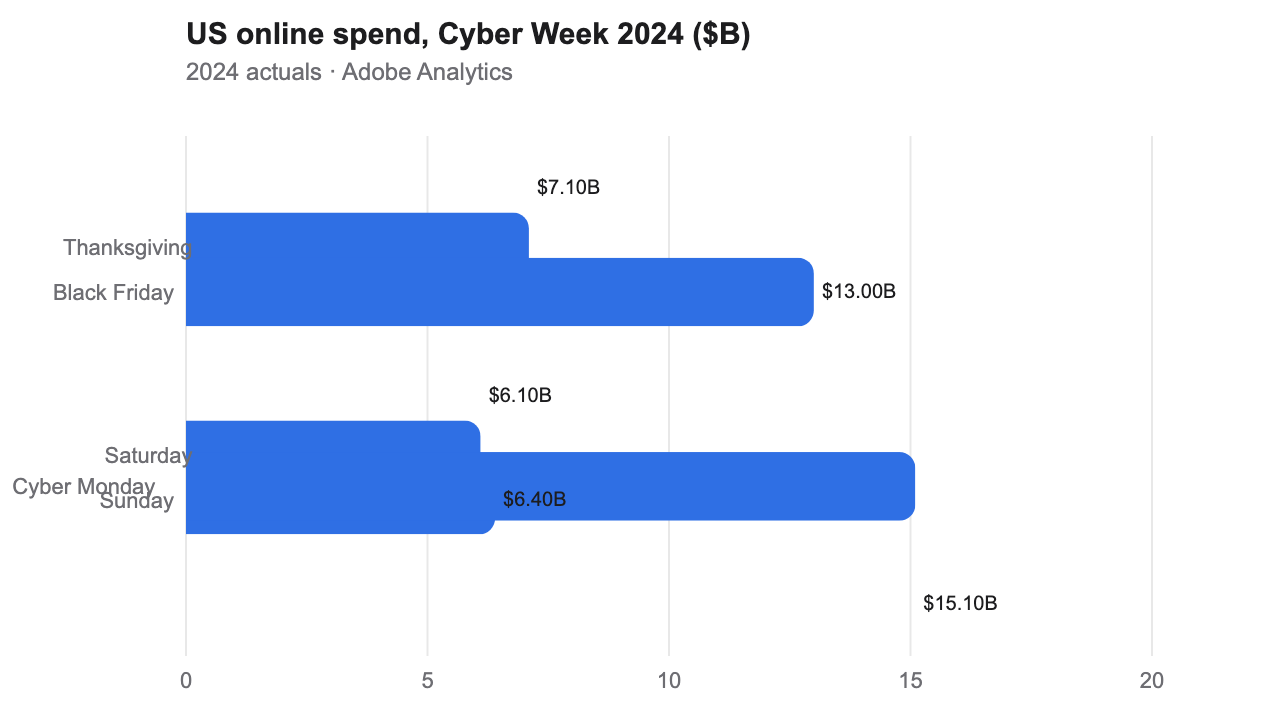 US online spend, Cyber Week 2024 ($B)
2024 actuals · Adobe Analytics
$7.10B
Thanksgiving
Black Friday
$13.00B
$6.10B
Saturday
Cyber Monday
Sunday
$6.40B
$15.10B
0 5 10 15 20